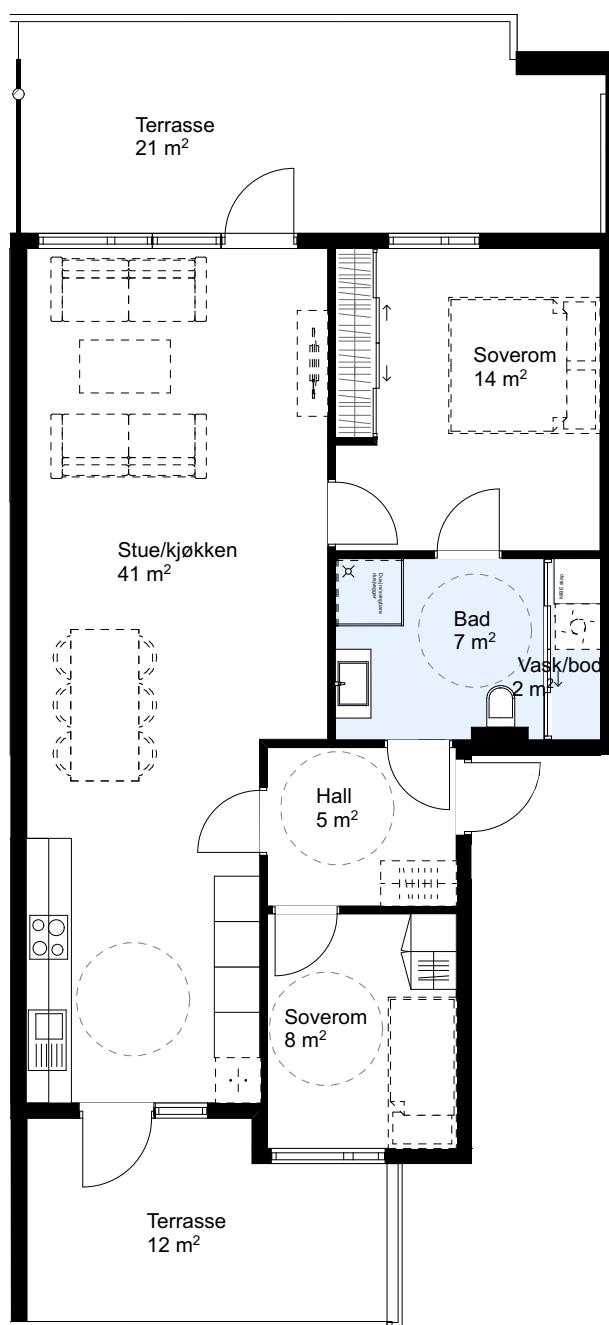 Terrasse
21 m²
Soverom
14 m²
Stue/kjøkken
41 m²
Bad
7 m²
Vask/bod
2 m²
Hall
5 m²
Soverom
8 m²
Terrasse
12 m²